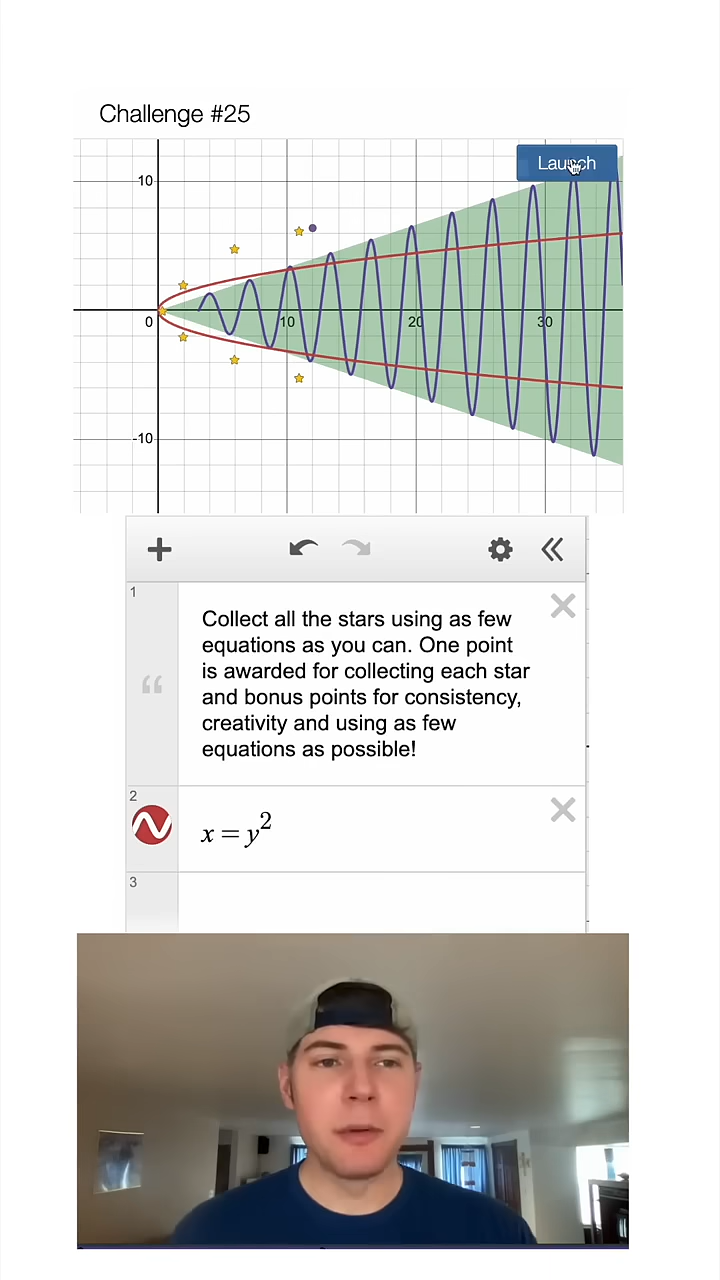 Challenge #25
Launch
10
0
10
20
30
-10
1
Collect all the stars using as few
equations as you can. One point
is awarded for collecting each star
and bonus points for consistency,
creativity and using as few
equations as possible!
2
x = y²
3